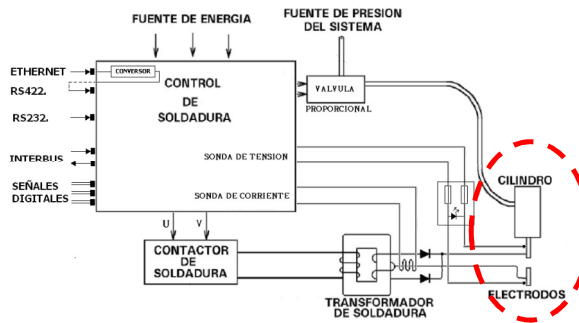 FUENTE DE ENERGÍA
FUENTE DE PRESION
DEL SISTEMA
ETHERNET
CONVERSOR
RS422.
RS232.
INTERBUS
SEÑALES
DIGITALES
CONTROL
DE
SOLDADURA
VALVULA
PROPORCIONAL
SONDA DE TENSION
SONDA DE CORRIENTE
CILINDRO
U
V
CONTACTOR
DE
SOLDADURA
TRANSFORMADOR
DE SOLDADURA
ELECTRODOS